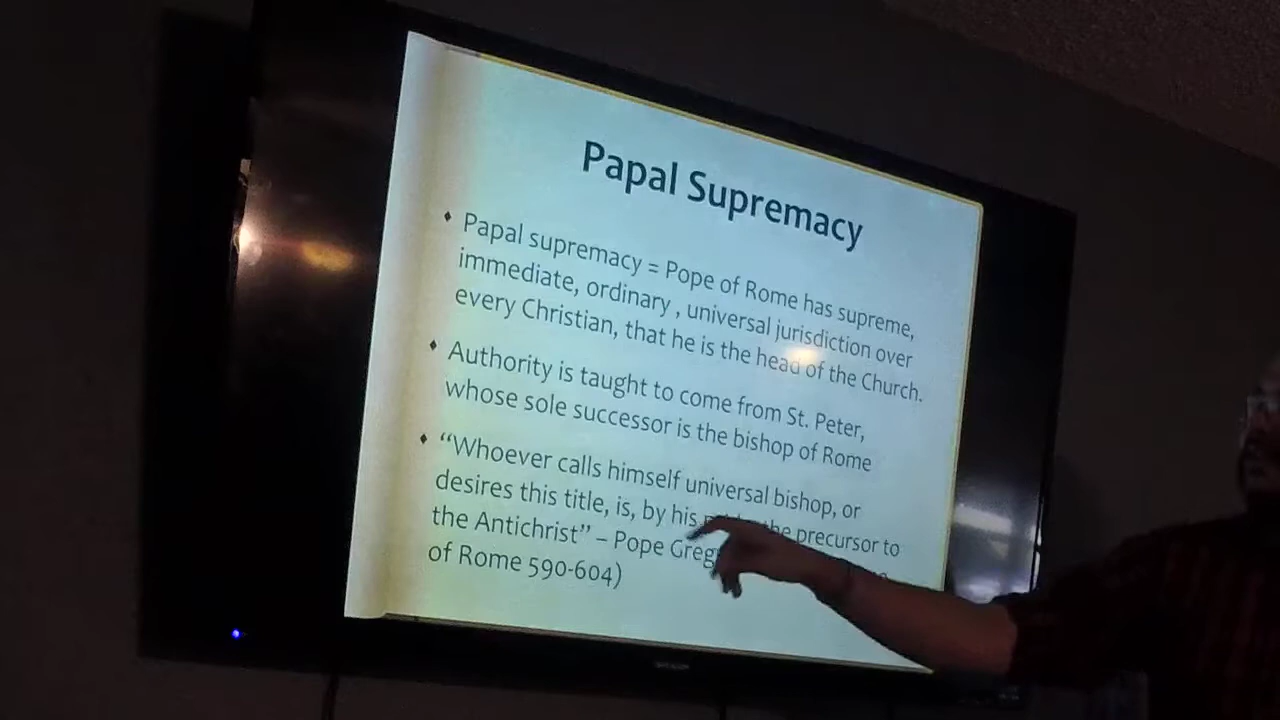 Papal Supremacy
Papal supremacy = Pope of Rome has supreme,
immediate, ordinary , universal jurisdiction over
every Christian, that he is the head of the Church.
Authority is taught to come from St. Peter,
whose sole successor is the bishop of Rome
“Whoever calls himself universal bishop, or
desires this title, is, by his the precursor to
the Antichrist” – Pope
of Rome 590-604)